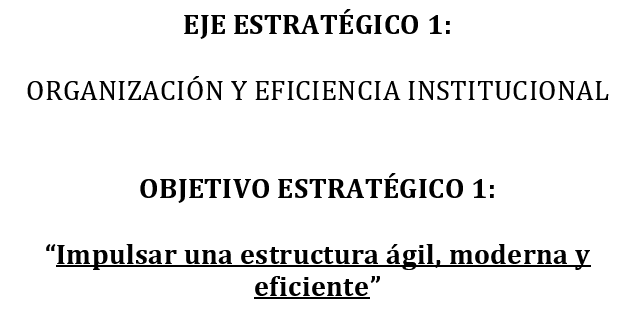 EJE ESTRATÉGICO 1:
ORGANIZACIÓN Y EFICIENCIA INSTITUCIONAL
OBJETIVO ESTRATÉGICO 1:
“Impulsar una estructura ágil, moderna y
eficiente”